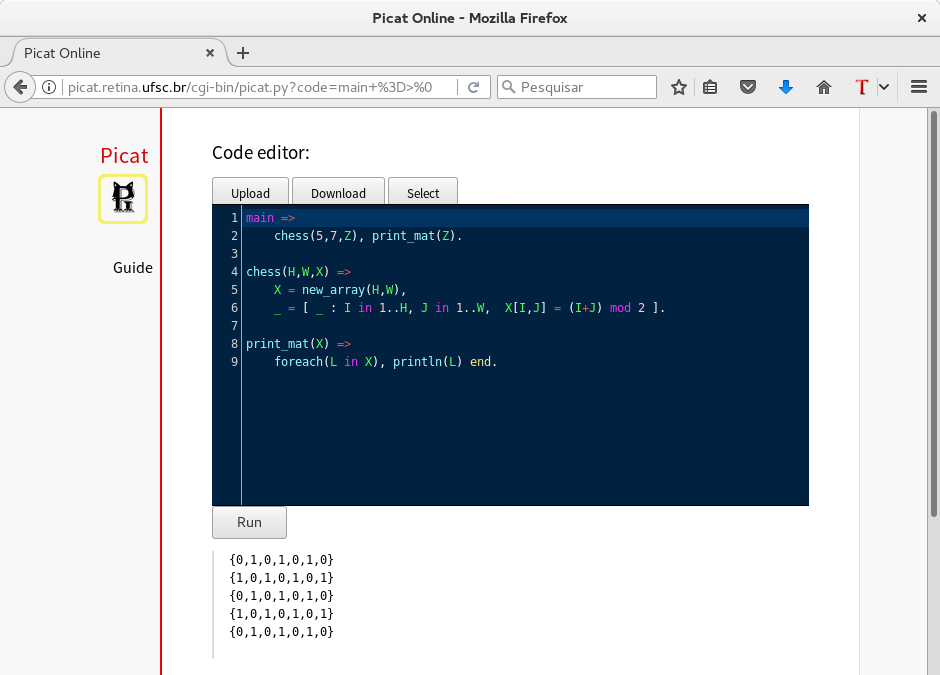 Picat Online - Mozilla Firefox
Picat Online
picat.retina.ufsc.br/cgi-bin/picat.py?code=main+%3D>%0
Pesquisar
T
Picat
Guide
Code editor:
Upload Download Select
1 main =>
2     chess(5,7,Z), print_mat(Z).
3
4 chess(H,W,X) =>
5     X = new_array(H,W),
6     _ = [ _ : I in 1..H, J in 1..W,  X[I,J] = (I+J) mod 2 ].
7
8 print_mat(X) =>
9     foreach(L in X), println(L) end.
Run
{0,1,0,1,0,1,0}
{1,0,1,0,1,0,1}
{0,1,0,1,0,1,0}
{1,0,1,0,1,0,1}
{0,1,0,1,0,1,0}